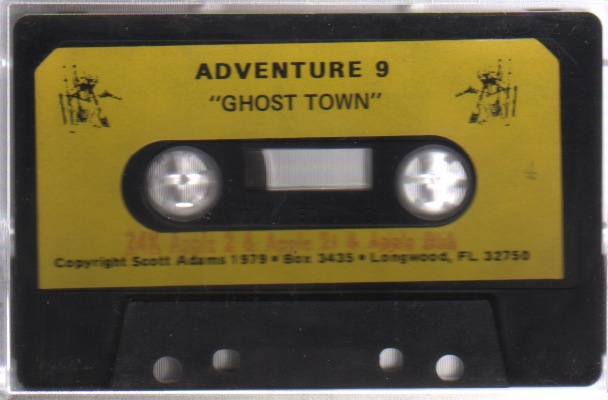 ADVENTURE 9
"GHOST TOWN"
24K Apple 2 & Apple 2+ & Apple Disk
Copyright Scott Adams 1979 • Box 3435 • Longwood, FL 32750